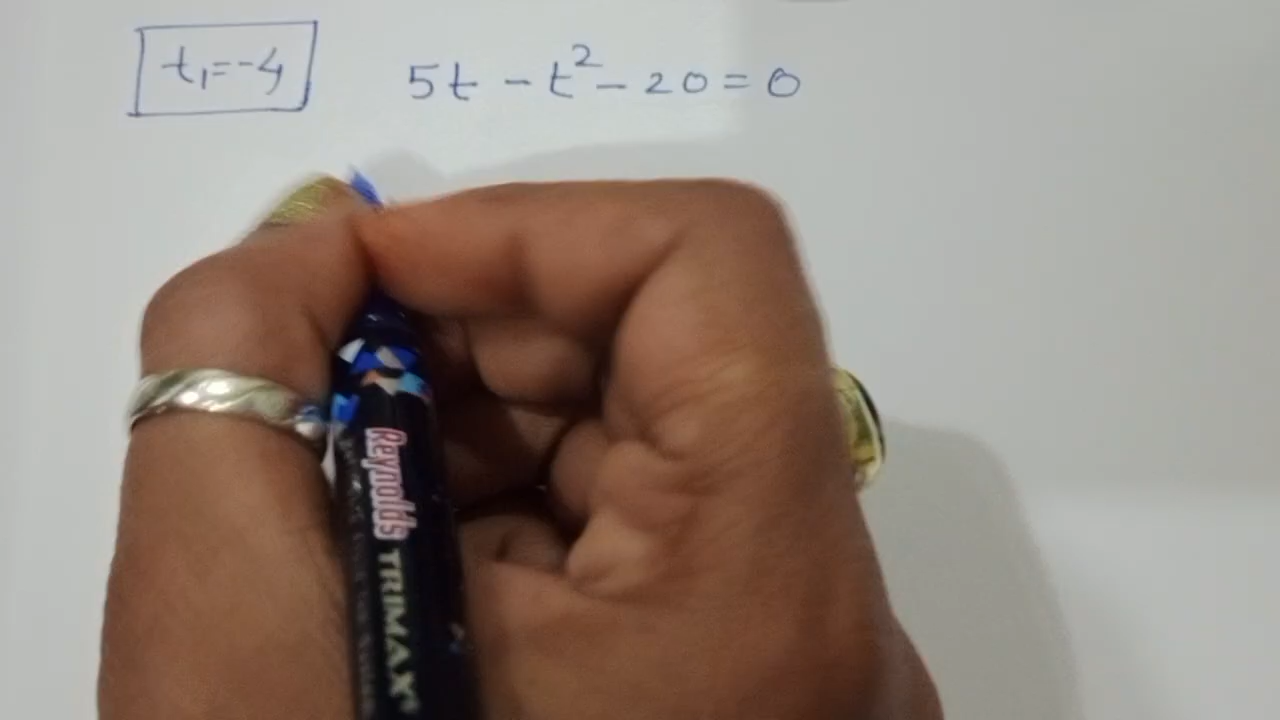 t₁=-4 5t - t² - 20 = 0
Reynolds TRIMAX